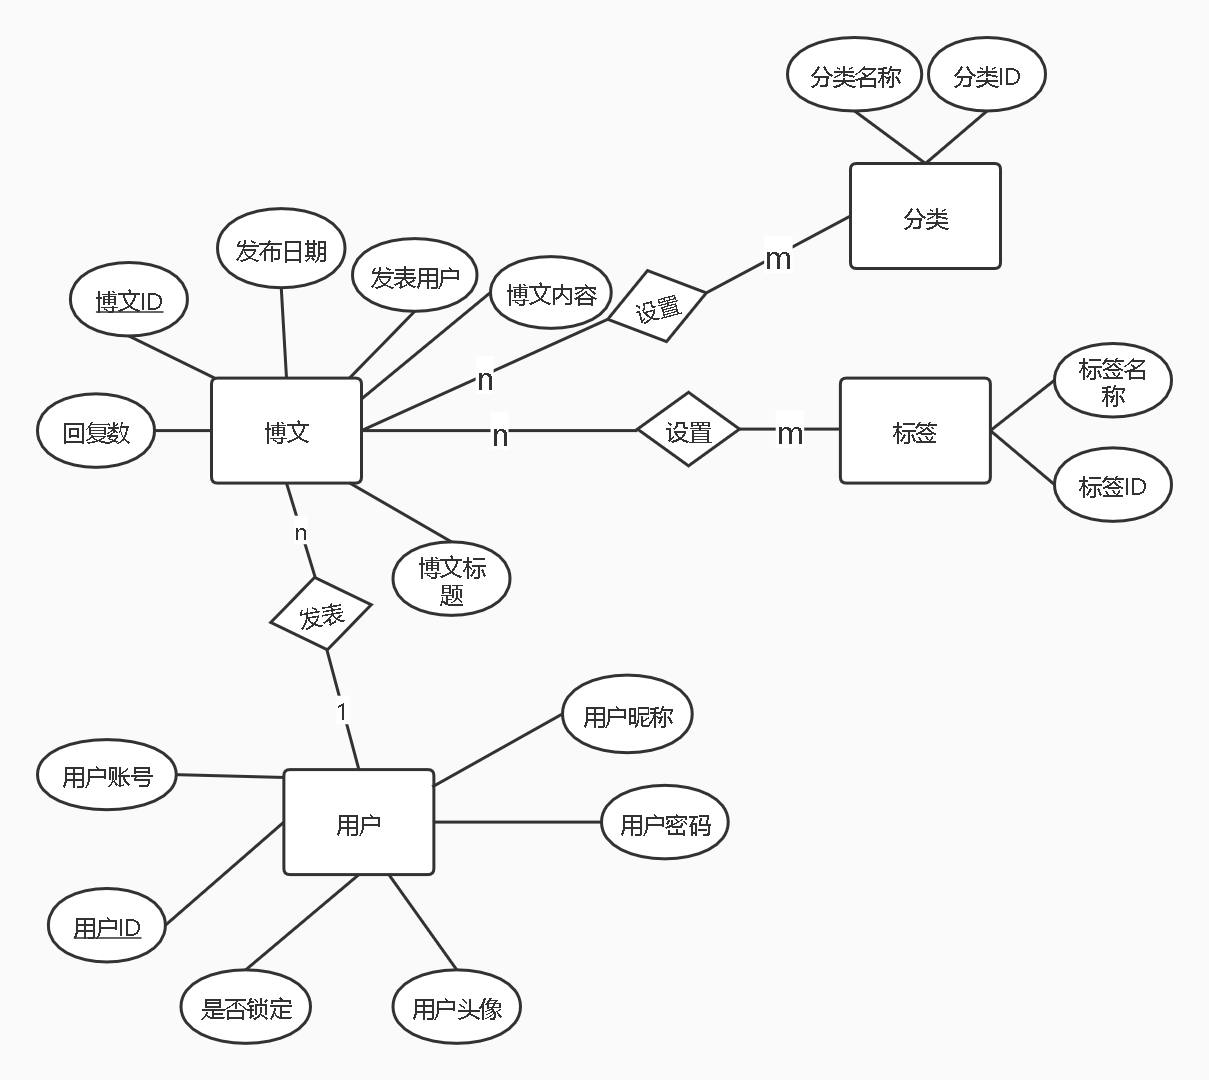 分类名称
分类ID
分类
m
设置
发布日期
发表用户
博文内容
博文ID
n
回复数
博文
n
设置
m
标签
标签名
称
标签ID
n
博文标
题
发表
1
用户昵称
用户账号
用户
用户密码
用户ID
是否锁定
用户头像